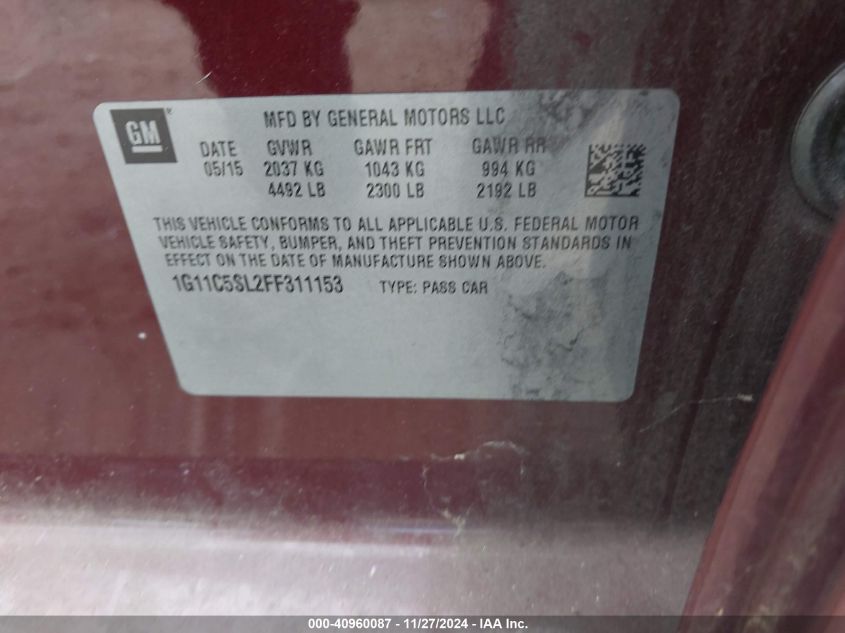 GM
MFD BY GENERAL MOTORS LLC
DATE GVWR GAWR FRT GAWR RR
05/15 2037 KG 1043 KG 994 KG
4492 LB 2300 LB 2192 LB
THIS VEHICLE CONFORMS TO ALL APPLICABLE U.S. FEDERAL MOTOR
VEHICLE SAFETY, BUMPER, AND THEFT PREVENTION STANDARDS IN
EFFECT ON THE DATE OF MANUFACTURE SHOWN ABOVE.
1G11C5SL2FF311153 TYPE: PASS CAR
000-40960087 - 11/27/2024 - IAA Inc.